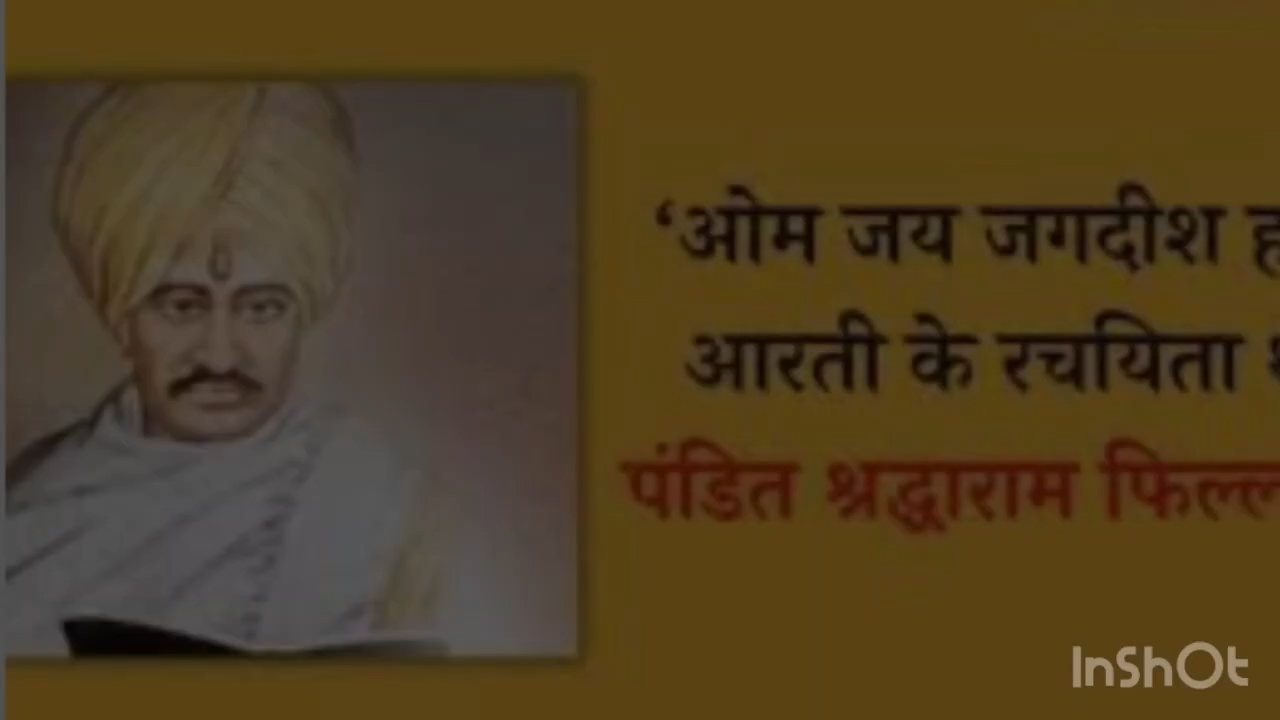 ‘ओम जय जगदीश
आरती के रचयिता
पंडित श्रद्धाराम
InShOt